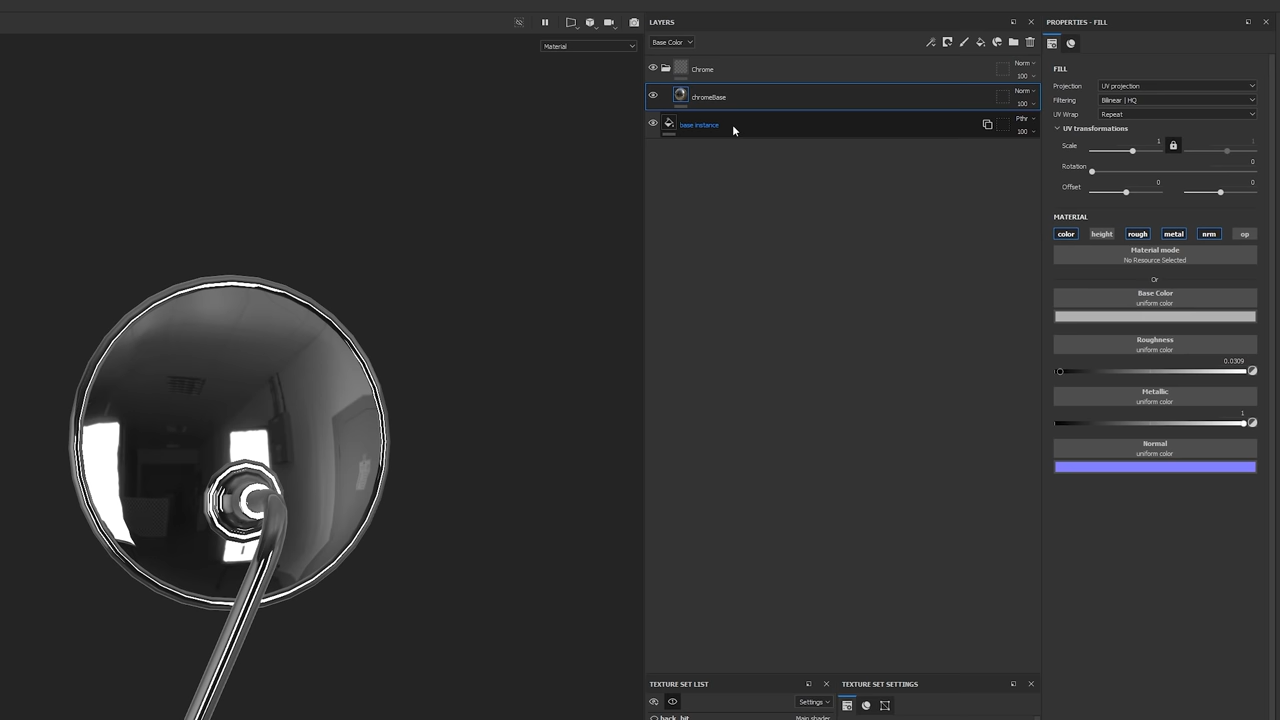 LAYERS
PROPERTIES - FILL
Material
Base Color
Chrome
Norm
100
chromeBase
Norm
100
base instance
Pthr
100
FILL
Projection
UV projection
Filtering
Bilinear | HQ
UV Wrap
Repeat
UV transformations
Scale
1
1
Rotation
0
Offset
0
0
MATERIAL
color
height
rough
metal
nrm
op
Material mode
No Resource Selected
Or
Base Color
uniform color
Roughness
uniform color
0.0309
Metallic
uniform color
1
Normal
uniform color
TEXTURE SET LIST
TEXTURE SET SETTINGS
Settings
back_bit
Main shader